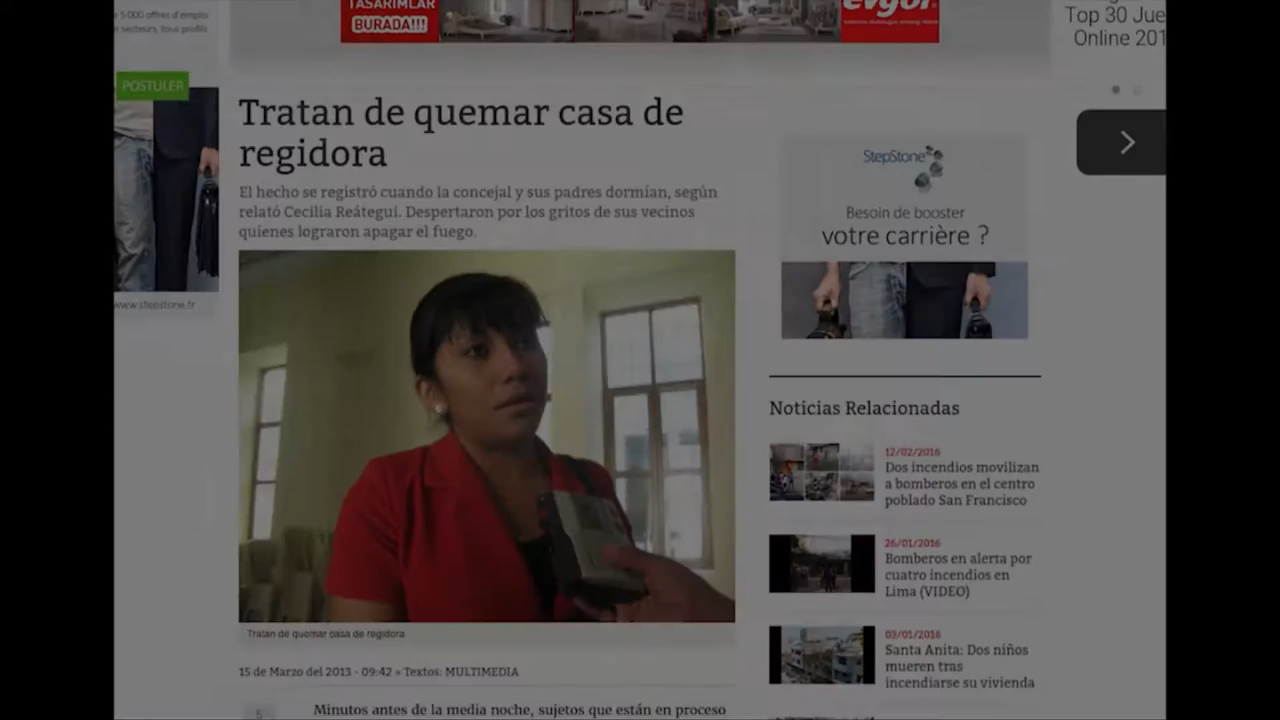 TASARIMLAR
BURADA!!!
evgör
5 000 offres d'emploi
secteurs, tous profils
Top 30 Jue
Online 201
POSTULER
www.stepstone.fr
Tratan de quemar casa de
regidora
El hecho se registró cuando la concejal y sus padres dormían, según
relató Cecilia Reátegui. Despertaron por los gritos de sus vecinos
quienes lograron apagar el fuego.
Tratan de quemar casa de regidora
15 de Marzo del 2013 - 09:42 » Textos: MULTIMEDIA
5
Minutos antes de la media noche, sujetos que están en proceso
StepStone
Besoin de booster
votre carrière ?
Noticias Relacionadas
12/02/2016
Dos incendios movilizan
a bomberos en el centro
poblado San Francisco
26/01/2016
Bomberos en alerta por
cuatro incendios en
Lima (VIDEO)
03/01/2016
Santa Anita: Dos niños
mueren tras
incendiarse su vivienda